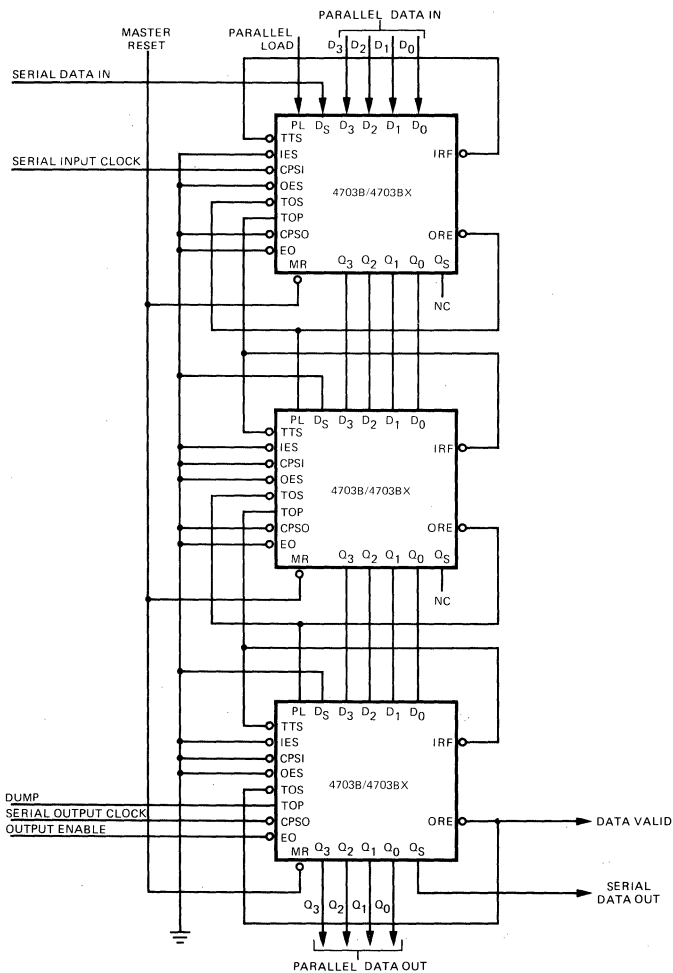 PARALLEL DATA IN
MASTER RESET
PARALLEL LOAD
D3 D2 D1 D0
SERIAL DATA IN
PL DS D3 D2 D1 D0
TTS
IES
IRF
SERIAL INPUT CLOCK
CPSI
OES
4703B/4703BX
TOS
TOP
CPSO
ORE
EO
MR Q3 Q2 Q1 Q0 QS
NC
PL DS D3 D2 D1 D0
TTS
IES
IRF
CPSI
OES
4703B/4703BX
TOS
TOP
CPSO
ORE
EO
MR Q3 Q2 Q1 Q0 QS
NC
PL DS D3 D2 D1 D0
TTS
IES
IRF
CPSI
OES
4703B/4703BX
TOS
DUMP
TOP
SERIAL OUTPUT CLOCK
CPSO
ORE
DATA VALID
OUTPUT ENABLE
EO
MR Q3 Q2 Q1 Q0 QS
SERIAL DATA OUT
Q3 Q2 Q1 Q0
PARALLEL DATA OUT